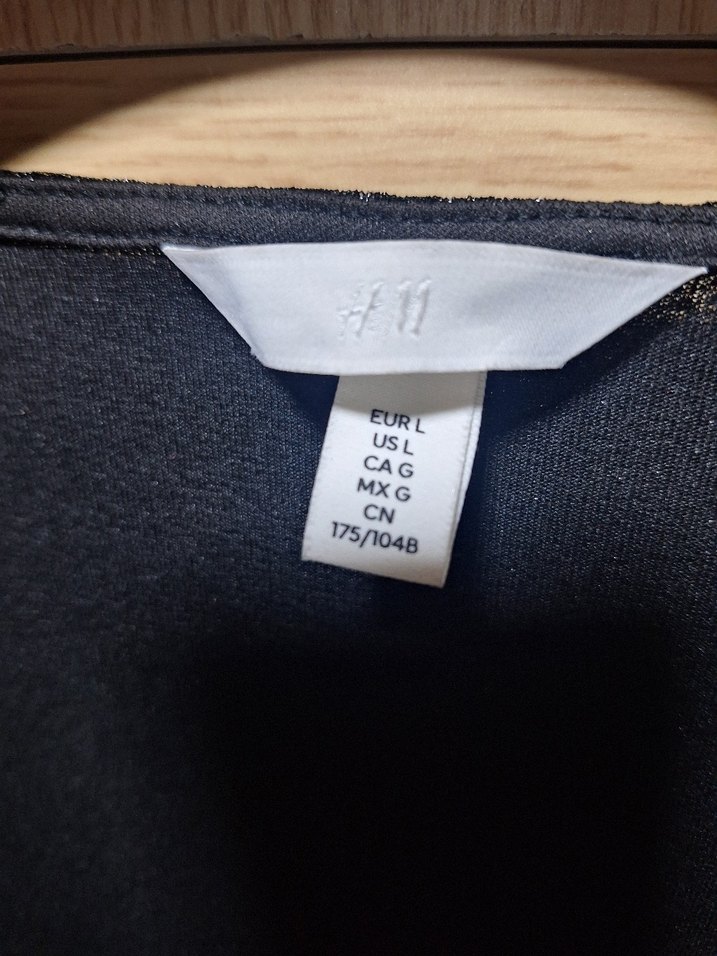 H&M
EUR L
US L
CA G
MX G
CN
175/104B